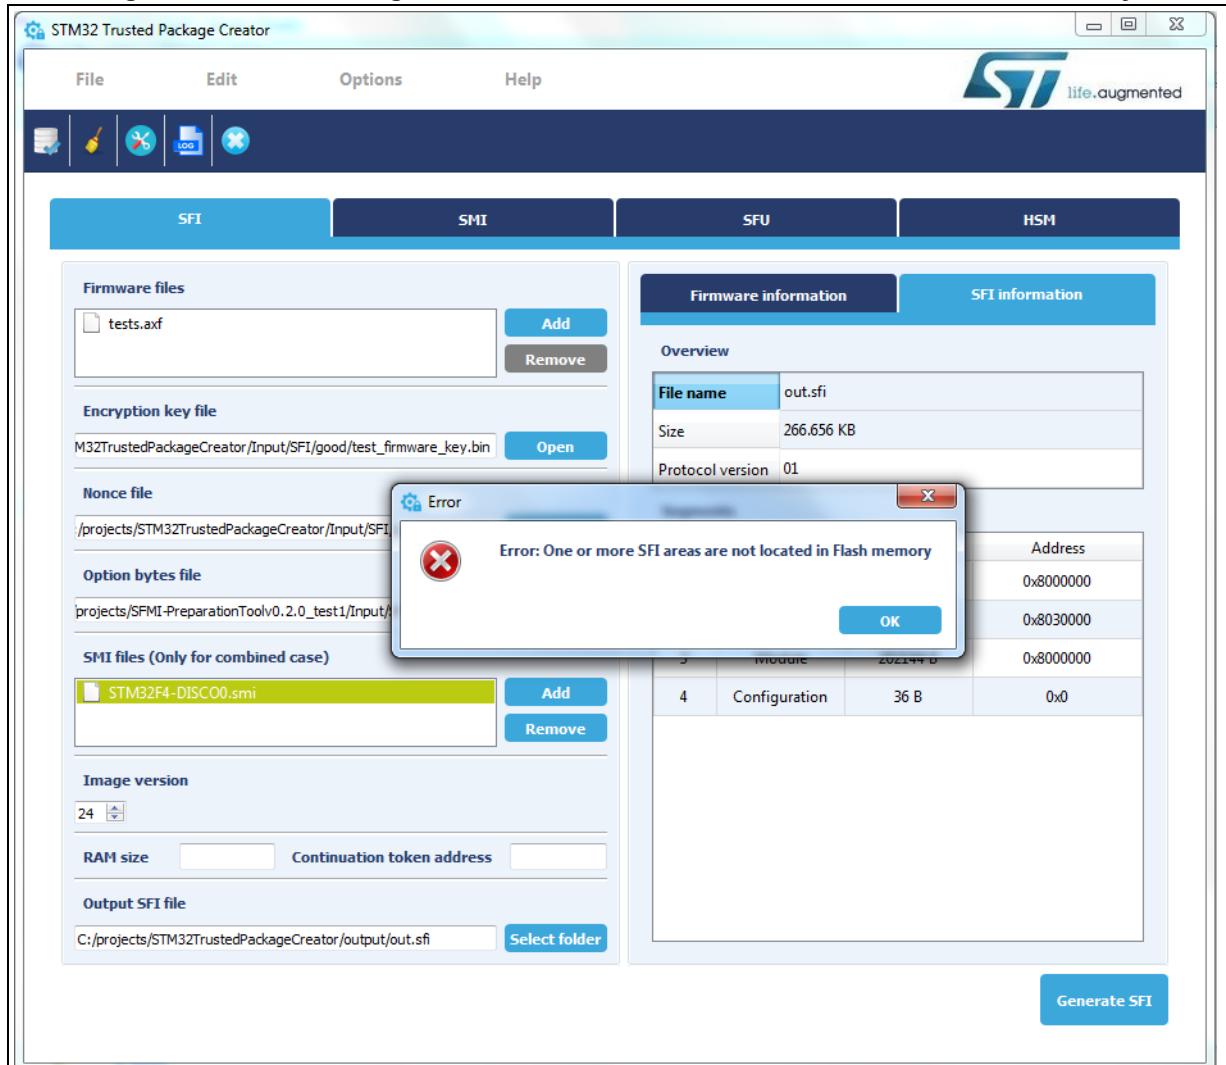 STM32 Trusted Package Creator
File Edit Options Help
life.augmented
LOG
SFI SMI SFU HSM
Firmware files
tests.axf
Add
Remove
Encryption key file
M32TrustedPackageCreator/Input/SFI/good/test_firmware_key.bin Open
Nonce file
:/projects/STM32TrustedPackageCreator/Input/SFI
Option bytes file
projects/SFMI-PreparationToolv0.2.0_test1/Input/
SMI files (Only for combined case)
STM32F4-DISCO0.smi
Add
Remove
Image version
24
RAM size Continuation token address
Output SFI file
C:/projects/STM32TrustedPackageCreator/output/out.sfi Select folder
Firmware information SFI information
Overview
File name out.sfi
Size 266.656 KB
Protocol version 01
Segments
Address
0x8000000
0x8030000
3 Module 202144 B 0x8000000
4 Configuration 36 B 0x0
Error
Error: One or more SFI areas are not located in Flash memory
OK
Generate SFI